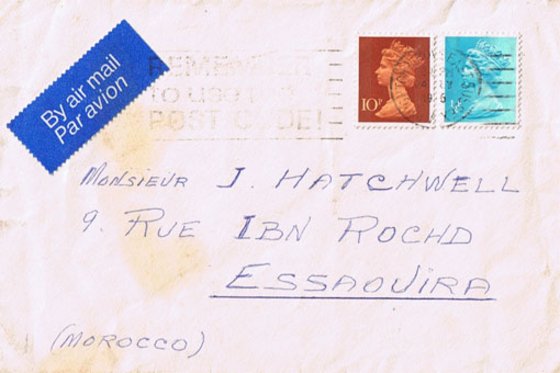 By air mail
Par avion
REMEMBER
TO USE
POST CODE!
10P
MONSIEUR J. HATCHWELL
9. RUE IBN ROCHD
ESSAOUIRA
(MOROCCO)